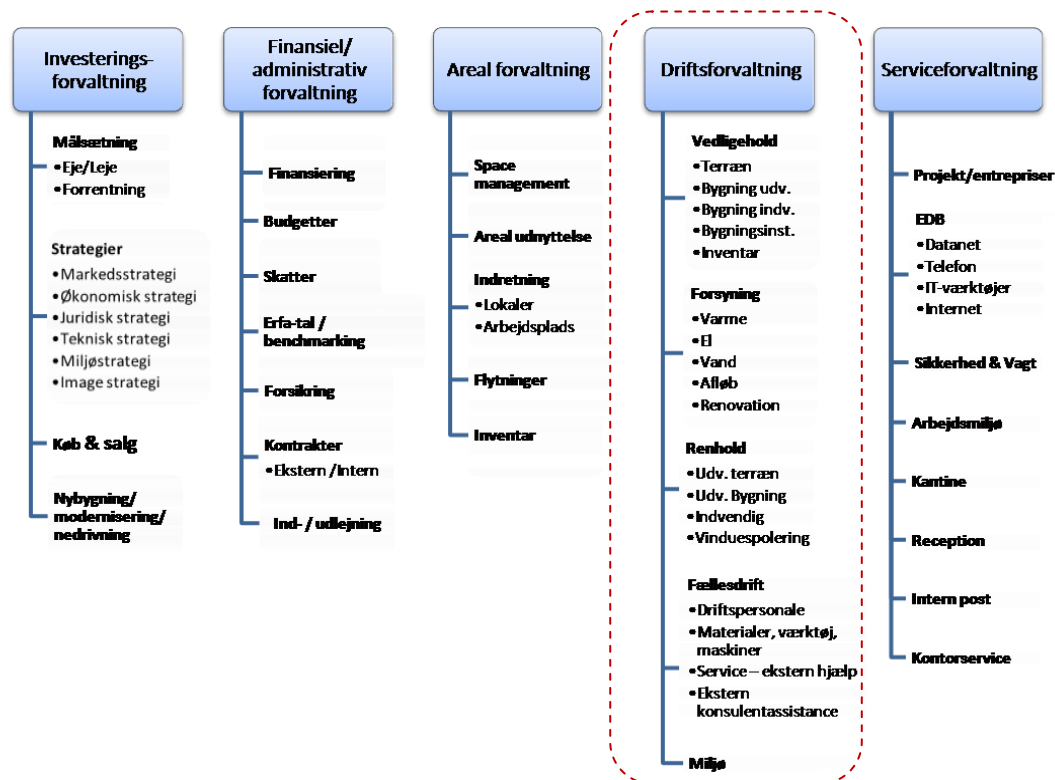 Investerings-
forvaltning
Målsætning
•Eje/Leje
•Forrentning
Strategier
•Markedsstrategi
•Økonomisk strategi
•Juridisk strategi
•Teknisk strategi
•Miljøstrategi
•Image strategi
Køb & salg
Nybygning/
modernisering/
nedrivning
Finansiel/
administrativ
forvaltning
Finansiering
Budgetter
Skatter
Erfa-tal /
benchmarking
Forsikring
Kontrakter
•Ekstern /Intern
Ind- / udlejning
Areal forvaltning
Space
management
Areal udnyttelse
Indretning
•Lokaler
•Arbejdsplads
Flytninger
Inventar
Driftsforvaltning
Vedligehold
•Terræn
•Bygning udv.
•Bygning indv.
•Bygningsinst.
•Inventar
Forsyning
•Varme
•El
•Vand
•Afløb
•Renovation
Renhold
•Udv. terræn
•Udv. Bygning
•Indvendig
•Vinduespolering
Fællesdrift
•Driftspersonale
•Materialer, værktøj,
maskiner
•Service – ekstern hjælp
•Ekstern
konsulentassistance
Miljø
Serviceforvaltning
Projekt/entrepriser
EDB
•Datanet
•Telefon
•IT-værktøjer
•Internet
Sikkerhed & Vagt
Arbejdsmiljø
Kantine
Reception
Intern post
Kontorservice